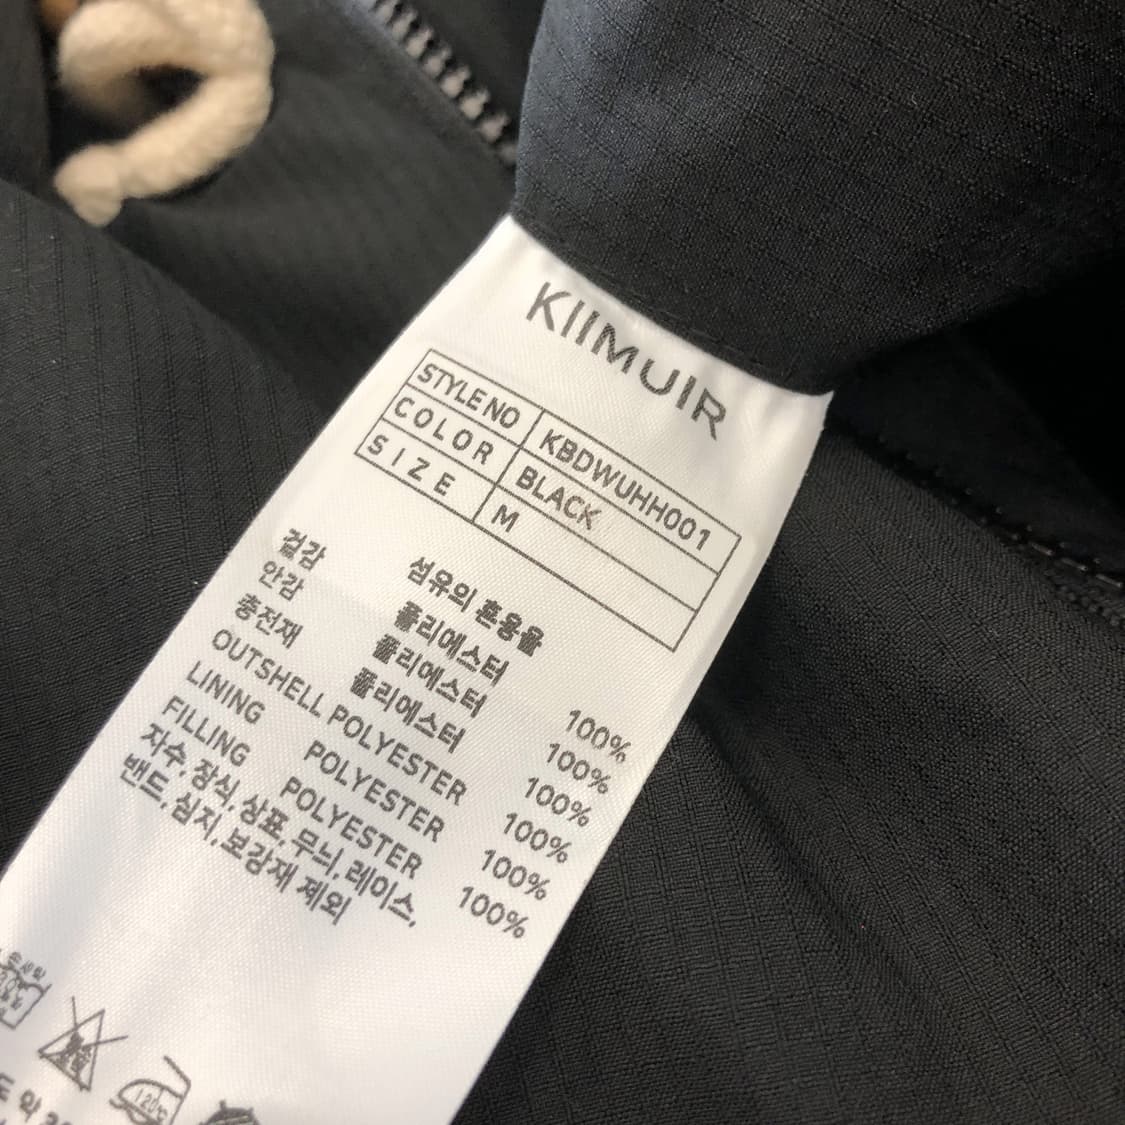 KIIMUIR
STYLE NO KBDWUHH001
COLOR BLACK
SIZE M
섬유의 혼용율
겉감 폴리에스터 100%
안감 폴리에스터 100%
충전재 폴리에스터 100%
OUTSHELL POLYESTER 100%
LINING POLYESTER 100%
FILLING POLYESTER 100%
자수, 장식, 상표, 무늬, 레이스,
밴드, 심지, 보강재 제외
120℃